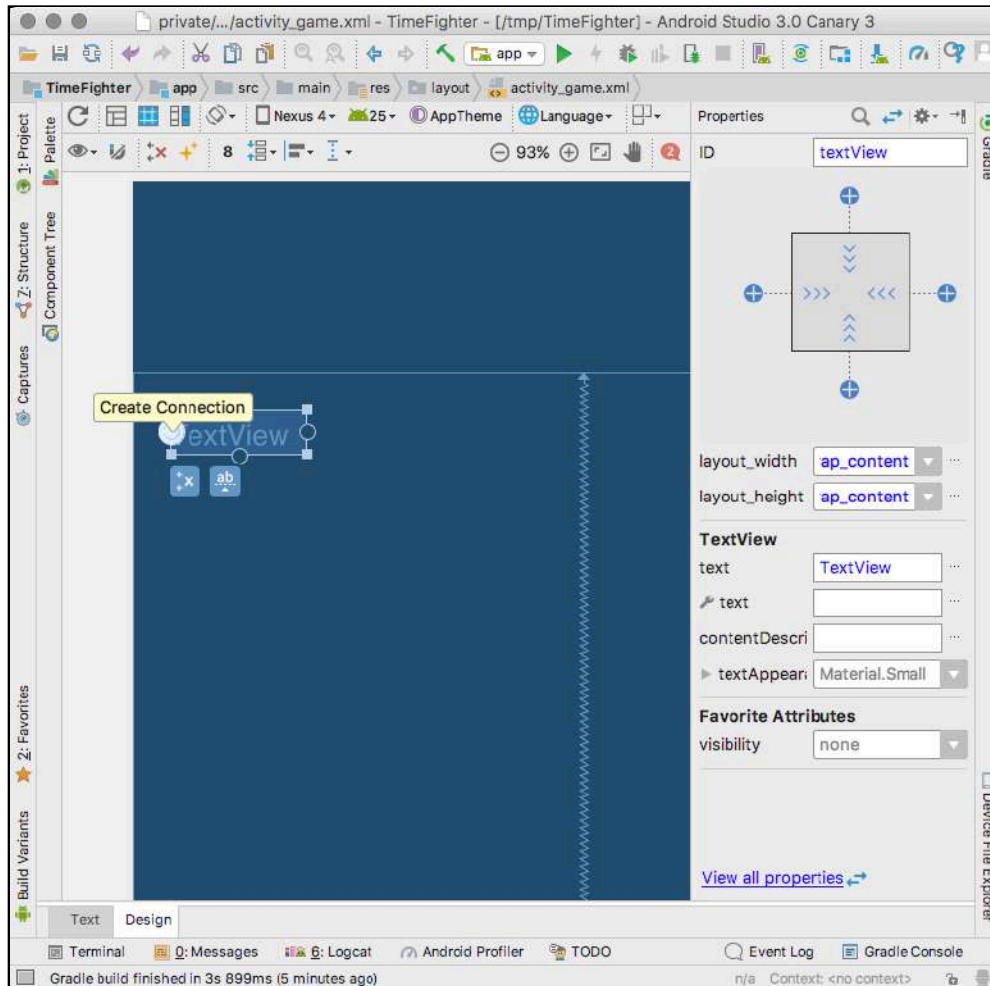 private/.../activity_game.xml - TimeFighter - [/tmp/TimeFighter] - Android Studio 3.0 Canary 3
app
TimeFighter app src main res layout activity_game.xml
Nexus 4 25 AppTheme Language
8 93% 2
Properties
ID textView
1: Project
Palette
Z: Structure
Component Tree
Captures
2: Favorites
Build Variants
Gradle
Device File Explorer
Create Connection
TextView
ab
layout_width ap_content ...
layout_height ap_content ...
TextView
text TextView ...
text ...
contentDescri ...
textAppear Material.Small
Favorite Attributes
visibility none
View all properties
Text Design
Terminal 0: Messages 6: Logcat Android Profiler TODO Event Log Gradle Console
Gradle build finished in 3s 899ms (5 minutes ago) n/a Context: <no context>